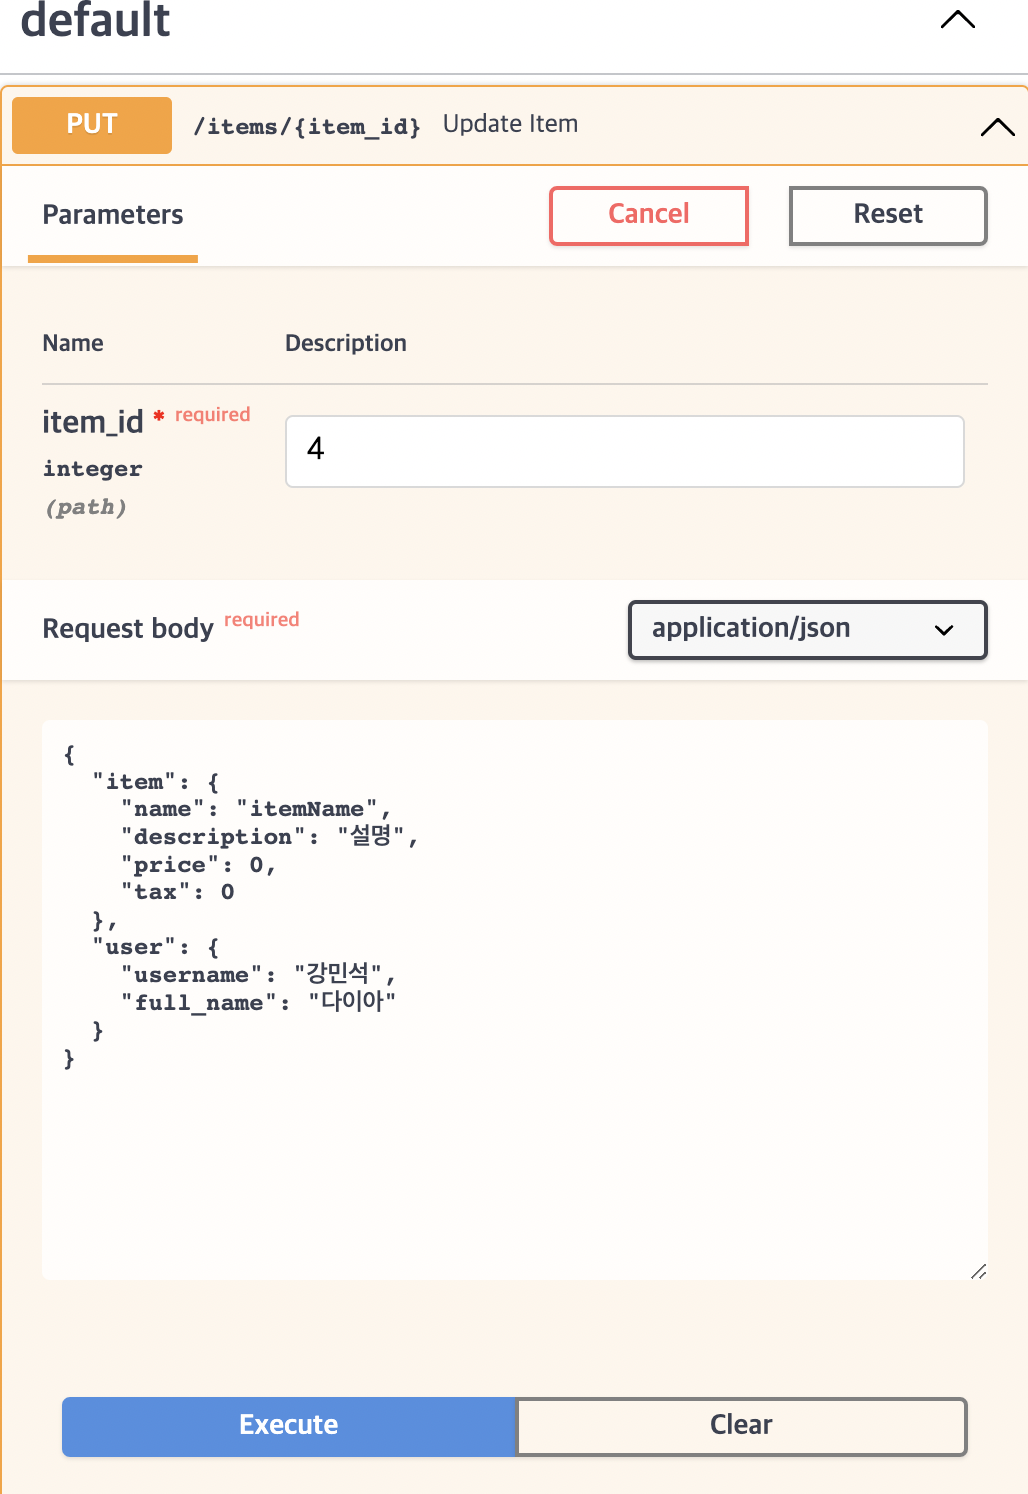 default
PUT /items/{item_id} Update Item
Parameters Cancel Reset
Name Description
item_id * required
4
integer
(path)
Request body required application/json
{
  "item": {
    "name": "itemName",
    "description": "설명",
    "price": 0,
    "tax": 0
  },
  "user": {
    "username": "강민석",
    "full_name": "다이아"
  }
}
Execute Clear